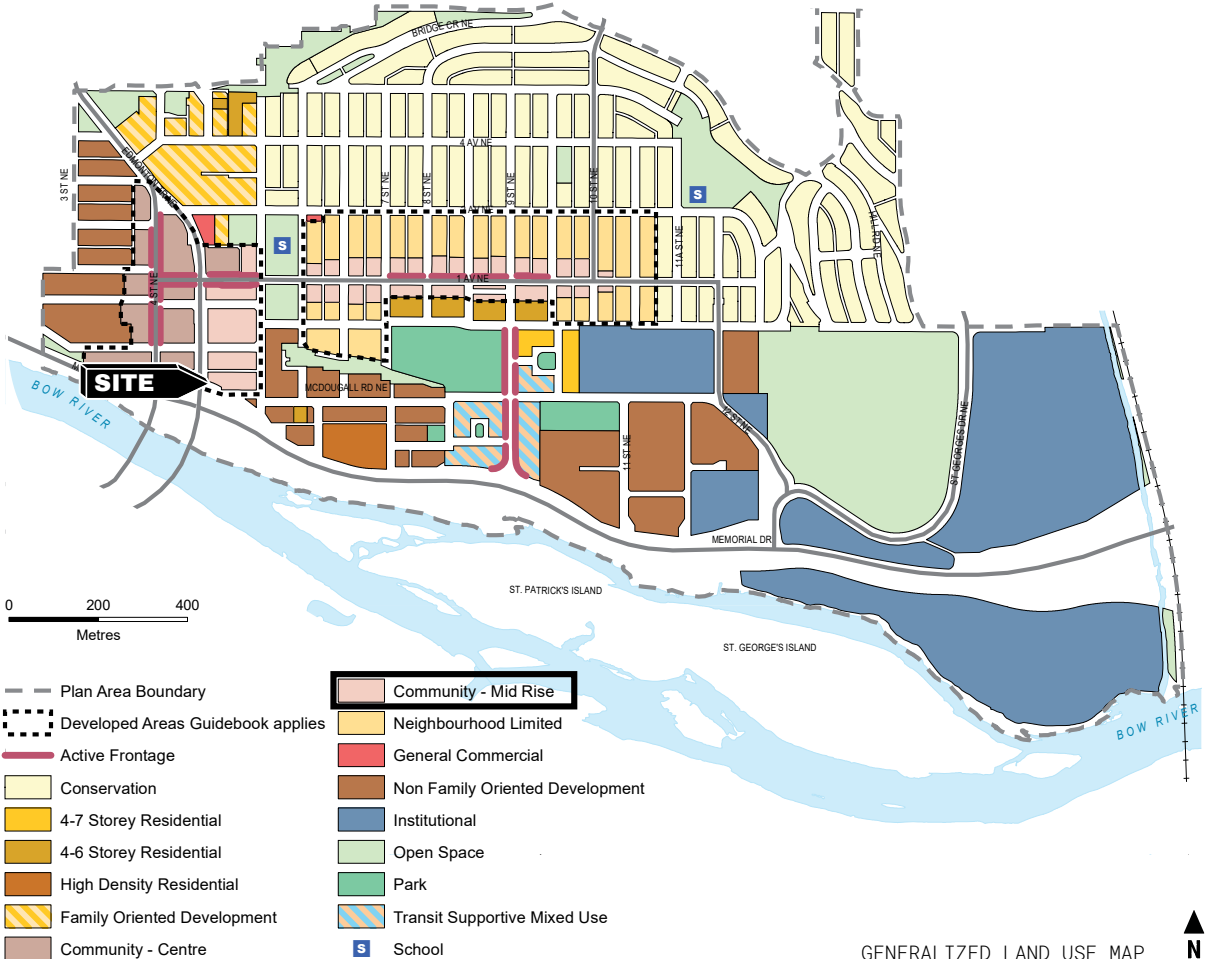 BRIDGE CR NE
4 AV NE
EDMONTON
3 ST NE
7 ST NE
8 ST NE
9 ST NE
10 ST NE
S
S
AV NE
11A ST NE
RD NE
4 ST NE
1 AV NE
SITE
MCDOUGALL RD NE
BOW RIVER
12 ST NE
11 ST NE
ST GEORGES DR NE
MEMORIAL DR
ST. PATRICK'S ISLAND
ST. GEORGE'S ISLAND
BOW RIVER
0 200 400
Metres
Plan Area Boundary
Developed Areas Guidebook applies
Active Frontage
Conservation
4-7 Storey Residential
4-6 Storey Residential
High Density Residential
Family Oriented Development
Community - Centre
Community - Mid Rise
Neighbourhood Limited
General Commercial
Non Family Oriented Development
Institutional
Open Space
Park
Transit Supportive Mixed Use
S School
GENERALIZED LAND USE MAP
N